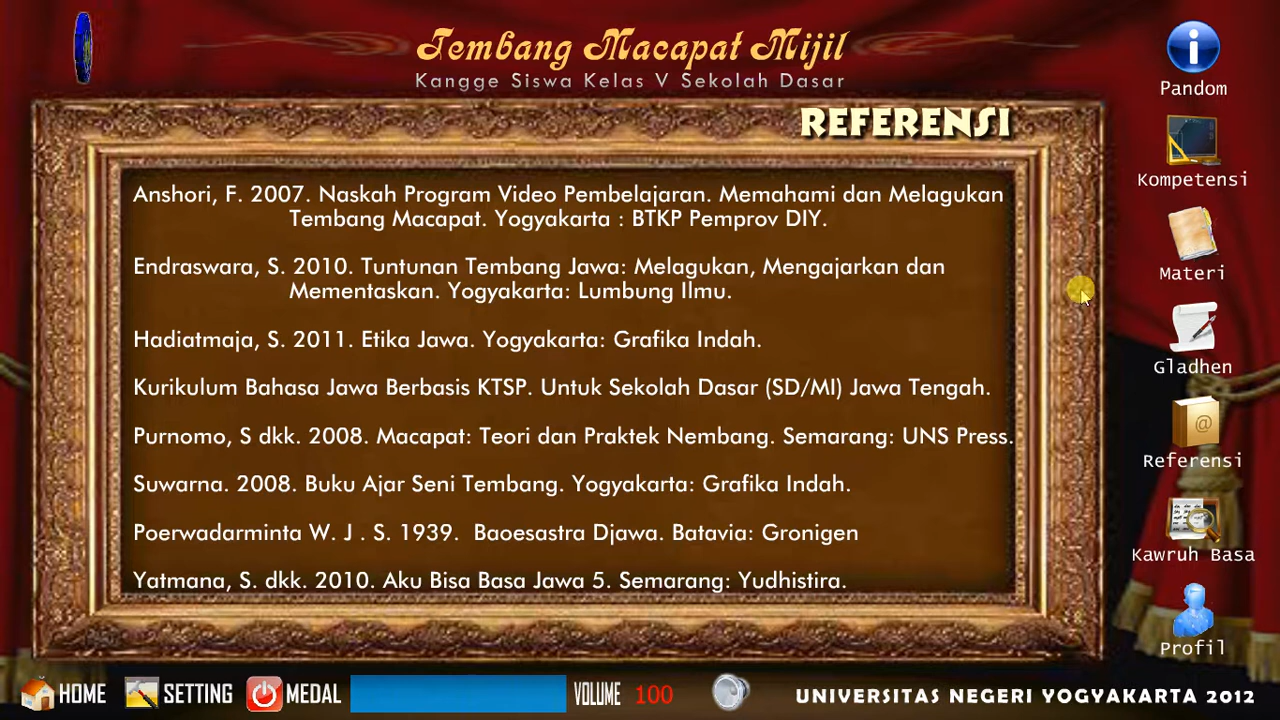 Tembang Macapat Mijil
Kangge Siswa Kelas V Sekolah Dasar
REFERENSI
Anshori, F. 2007. Naskah Program Video Pembelajaran. Memahami dan Melagukan
Tembang Macapat. Yogyakarta : BTKP Pemprov DIY.
Endraswara, S. 2010. Tuntunan Tembang Jawa: Melagukan, Mengajarkan dan
Mementaskan. Yogyakarta: Lumbung Ilmu.
Hadiatmaja, S. 2011. Etika Jawa. Yogyakarta: Grafika Indah.
Kurikulum Bahasa Jawa Berbasis KTSP. Untuk Sekolah Dasar (SD/MI) Jawa Tengah.
Purnomo, S dkk. 2008. Macapat: Teori dan Praktek Nembang. Semarang: UNS Press.
Suwarna. 2008. Buku Ajar Seni Tembang. Yogyakarta: Grafika Indah.
Poerwadarminta W. J . S. 1939.  Baoesastra Djawa. Batavia: Gronigen
Yatmana, S. dkk. 2010. Aku Bisa Basa Jawa 5. Semarang: Yudhistira.
Pandom
Kompetensi
Materi
Gladhen
Referensi
Kawruh Basa
Profil
HOME
SETTING
MEDAL
VOLUME 100
UNIVERSITAS NEGERI YOGYAKARTA 2012